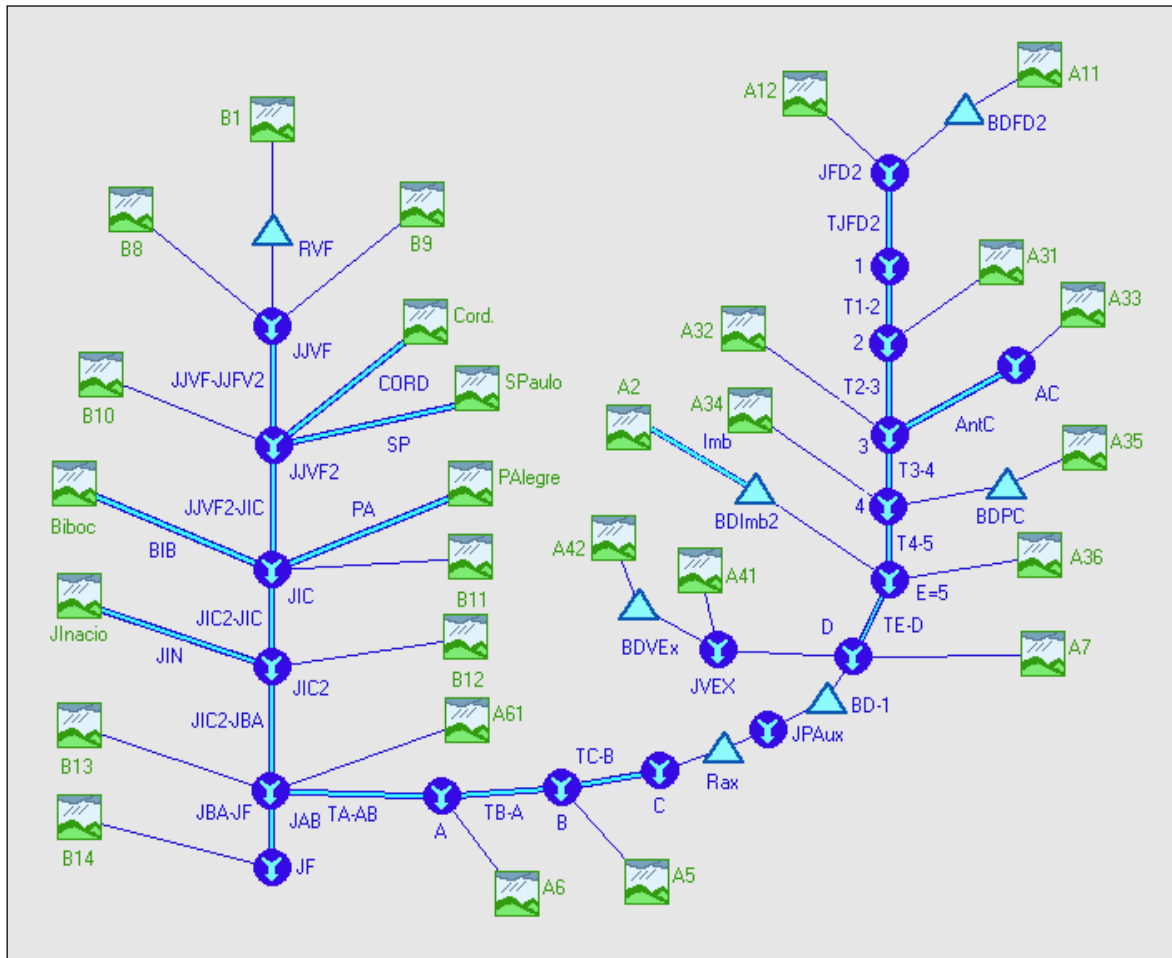 A12
A11
B1
BDFD2
JFD2
B8
RVF
B9
TJFD2
1
A31
A33
T1-2
Cord.
A32
2
JJVF
JJVF-JJFV2
CORD
SPaulo
T2-3
AC
B10
A2
A34
AntC
SP
Imb
3
A35
JJVF2
T3-4
PAlegre
JJVF2-JIC
PA
4
Biboc
BDImb2
BDPC
BIB
T4-5
A42
A41
A36
JIC
B11
E=5
JIC2-JIC
JInacio
D
TE-D
JIN
BDVEx
A7
JIC2
B12
JVEX
BD-1
A61
JIC2-JBA
JPAux
B13
TC-B
Rax
C
JBA-JF
JAB
TA-AB
A
TB-A
B
B14
JF
A6
A5